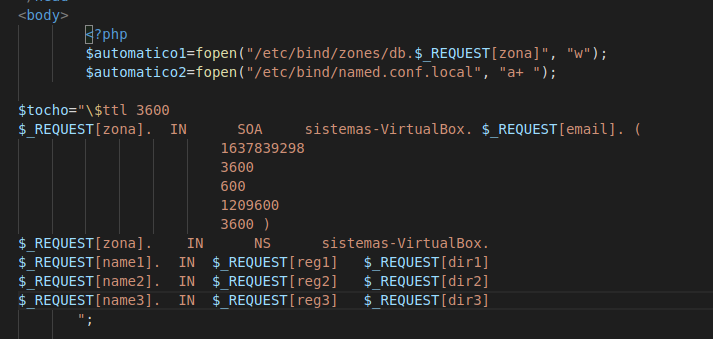 <body>
<?php
$automatico1=fopen("/etc/bind/zones/db.$_REQUEST[zona]", "w");
$automatico2=fopen("/etc/bind/named.conf.local", "a+ ");
$tocho="\$ttl 3600
$_REQUEST[zona].  IN      SOA     sistemas-VirtualBox. $_REQUEST[email]. (
1637839298
3600
600
1209600
3600 )
$_REQUEST[zona].    IN      NS      sistemas-VirtualBox.
$_REQUEST[name1].  IN  $_REQUEST[reg1]   $_REQUEST[dir1]
$_REQUEST[name2].  IN  $_REQUEST[reg2]   $_REQUEST[dir2]
$_REQUEST[name3].  IN  $_REQUEST[reg3]   $_REQUEST[dir3]
";